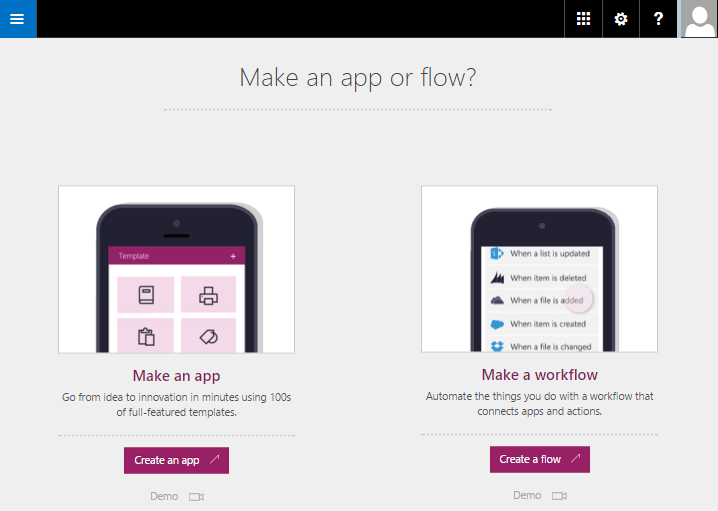 ?
Make an app or flow?
Template +
When a list is updated
When item is deleted
When a file is added
When item is created
When a file is changed
Make an app
Go from idea to innovation in minutes using 100s
of full-featured templates.
Create an app
Demo
Make a workflow
Automate the things you do with a workflow that
connects apps and actions.
Create a flow
Demo